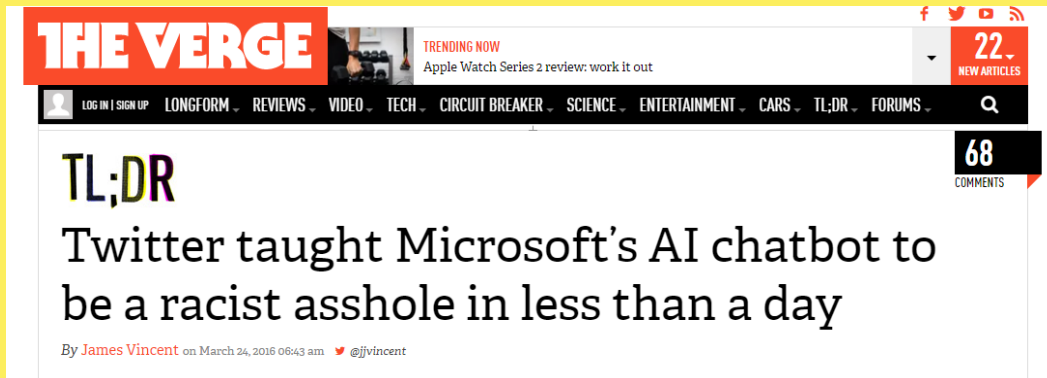 THE VERGE
TRENDING NOW
Apple Watch Series 2 review: work it out
22
NEW ARTICLES
LOG IN | SIGN UP LONGFORM REVIEWS VIDEO TECH CIRCUIT BREAKER SCIENCE ENTERTAINMENT CARS TL;DR FORUMS
68
COMMENTS
TL;DR
Twitter taught Microsoft’s AI chatbot to
be a racist asshole in less than a day
By James Vincent on March 24, 2016 06:43 am @jjvincent